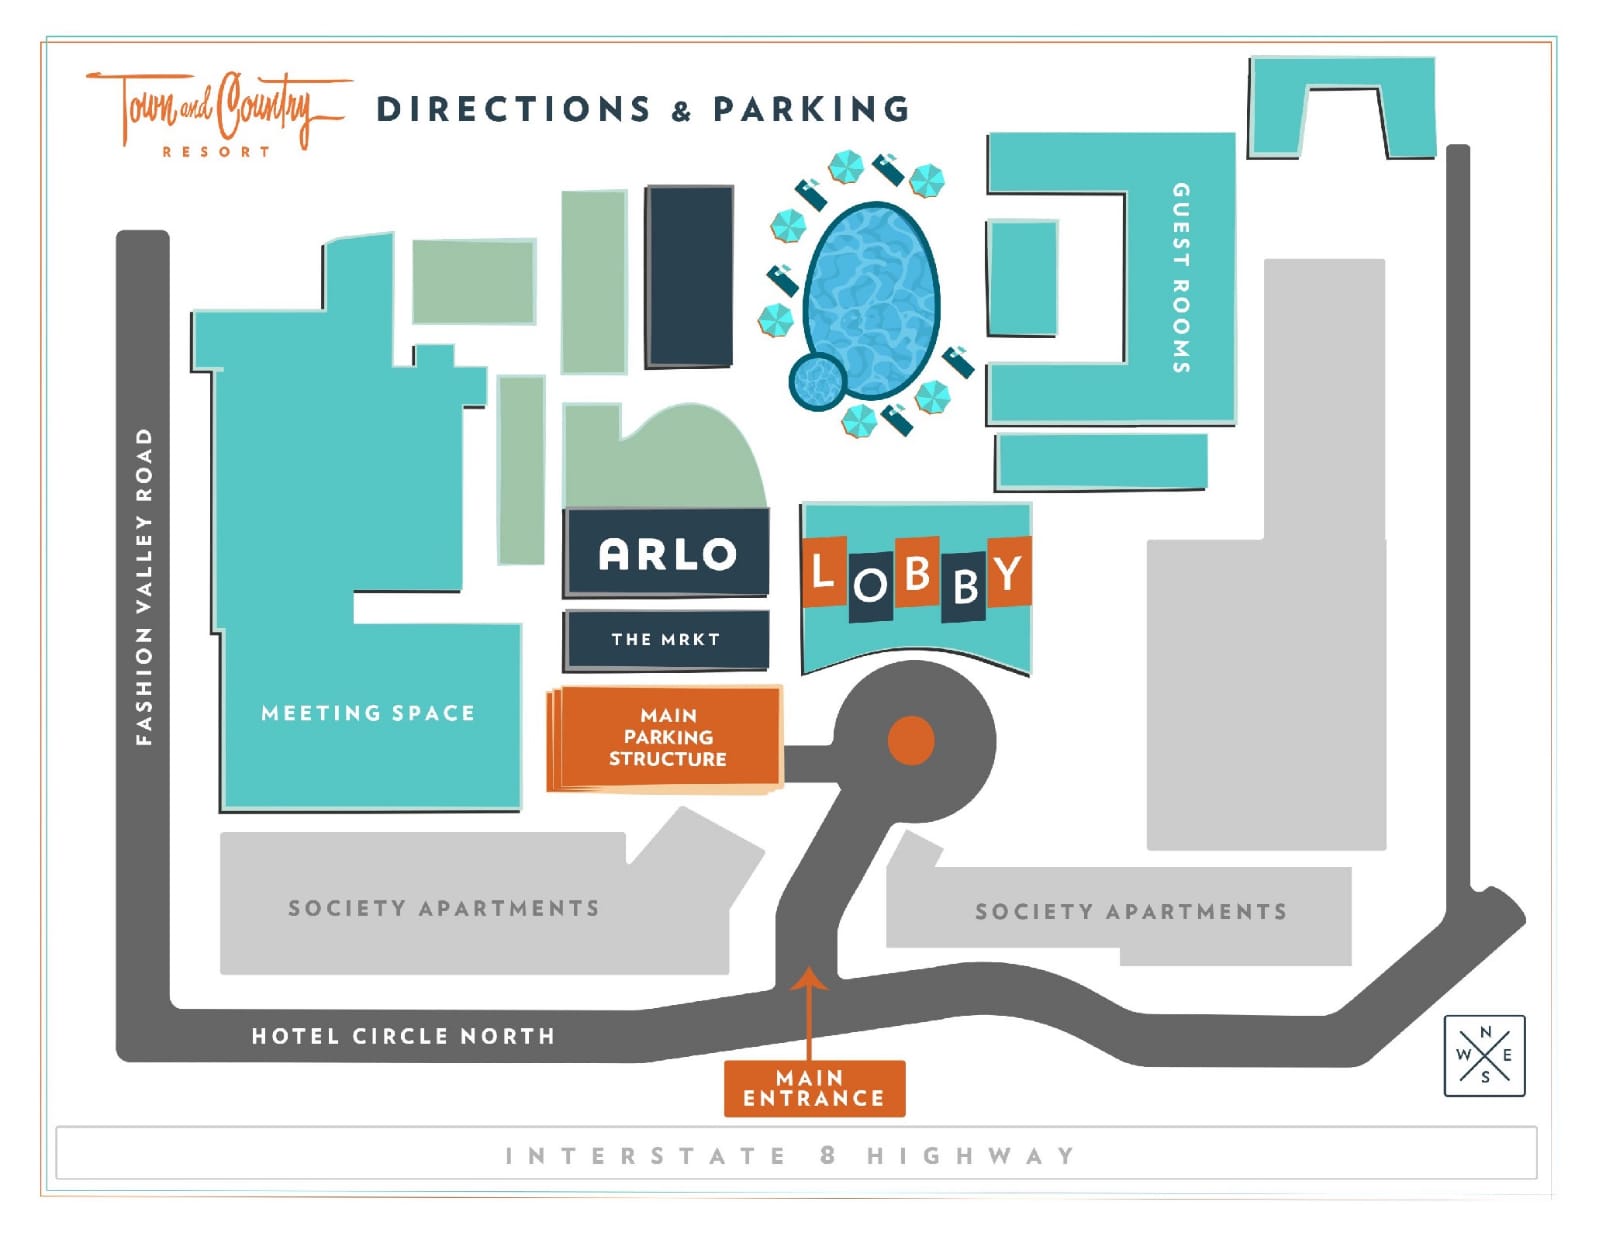 Town and Country
RESORT
DIRECTIONS & PARKING
GUEST ROOMS
FASHION VALLEY ROAD
ARLO
LOBBY
THE MRKT
MEETING SPACE
MAIN
PARKING
STRUCTURE
SOCIETY APARTMENTS
SOCIETY APARTMENTS
HOTEL CIRCLE NORTH
MAIN
ENTRANCE
N
W E
S
INTERSTATE 8 HIGHWAY